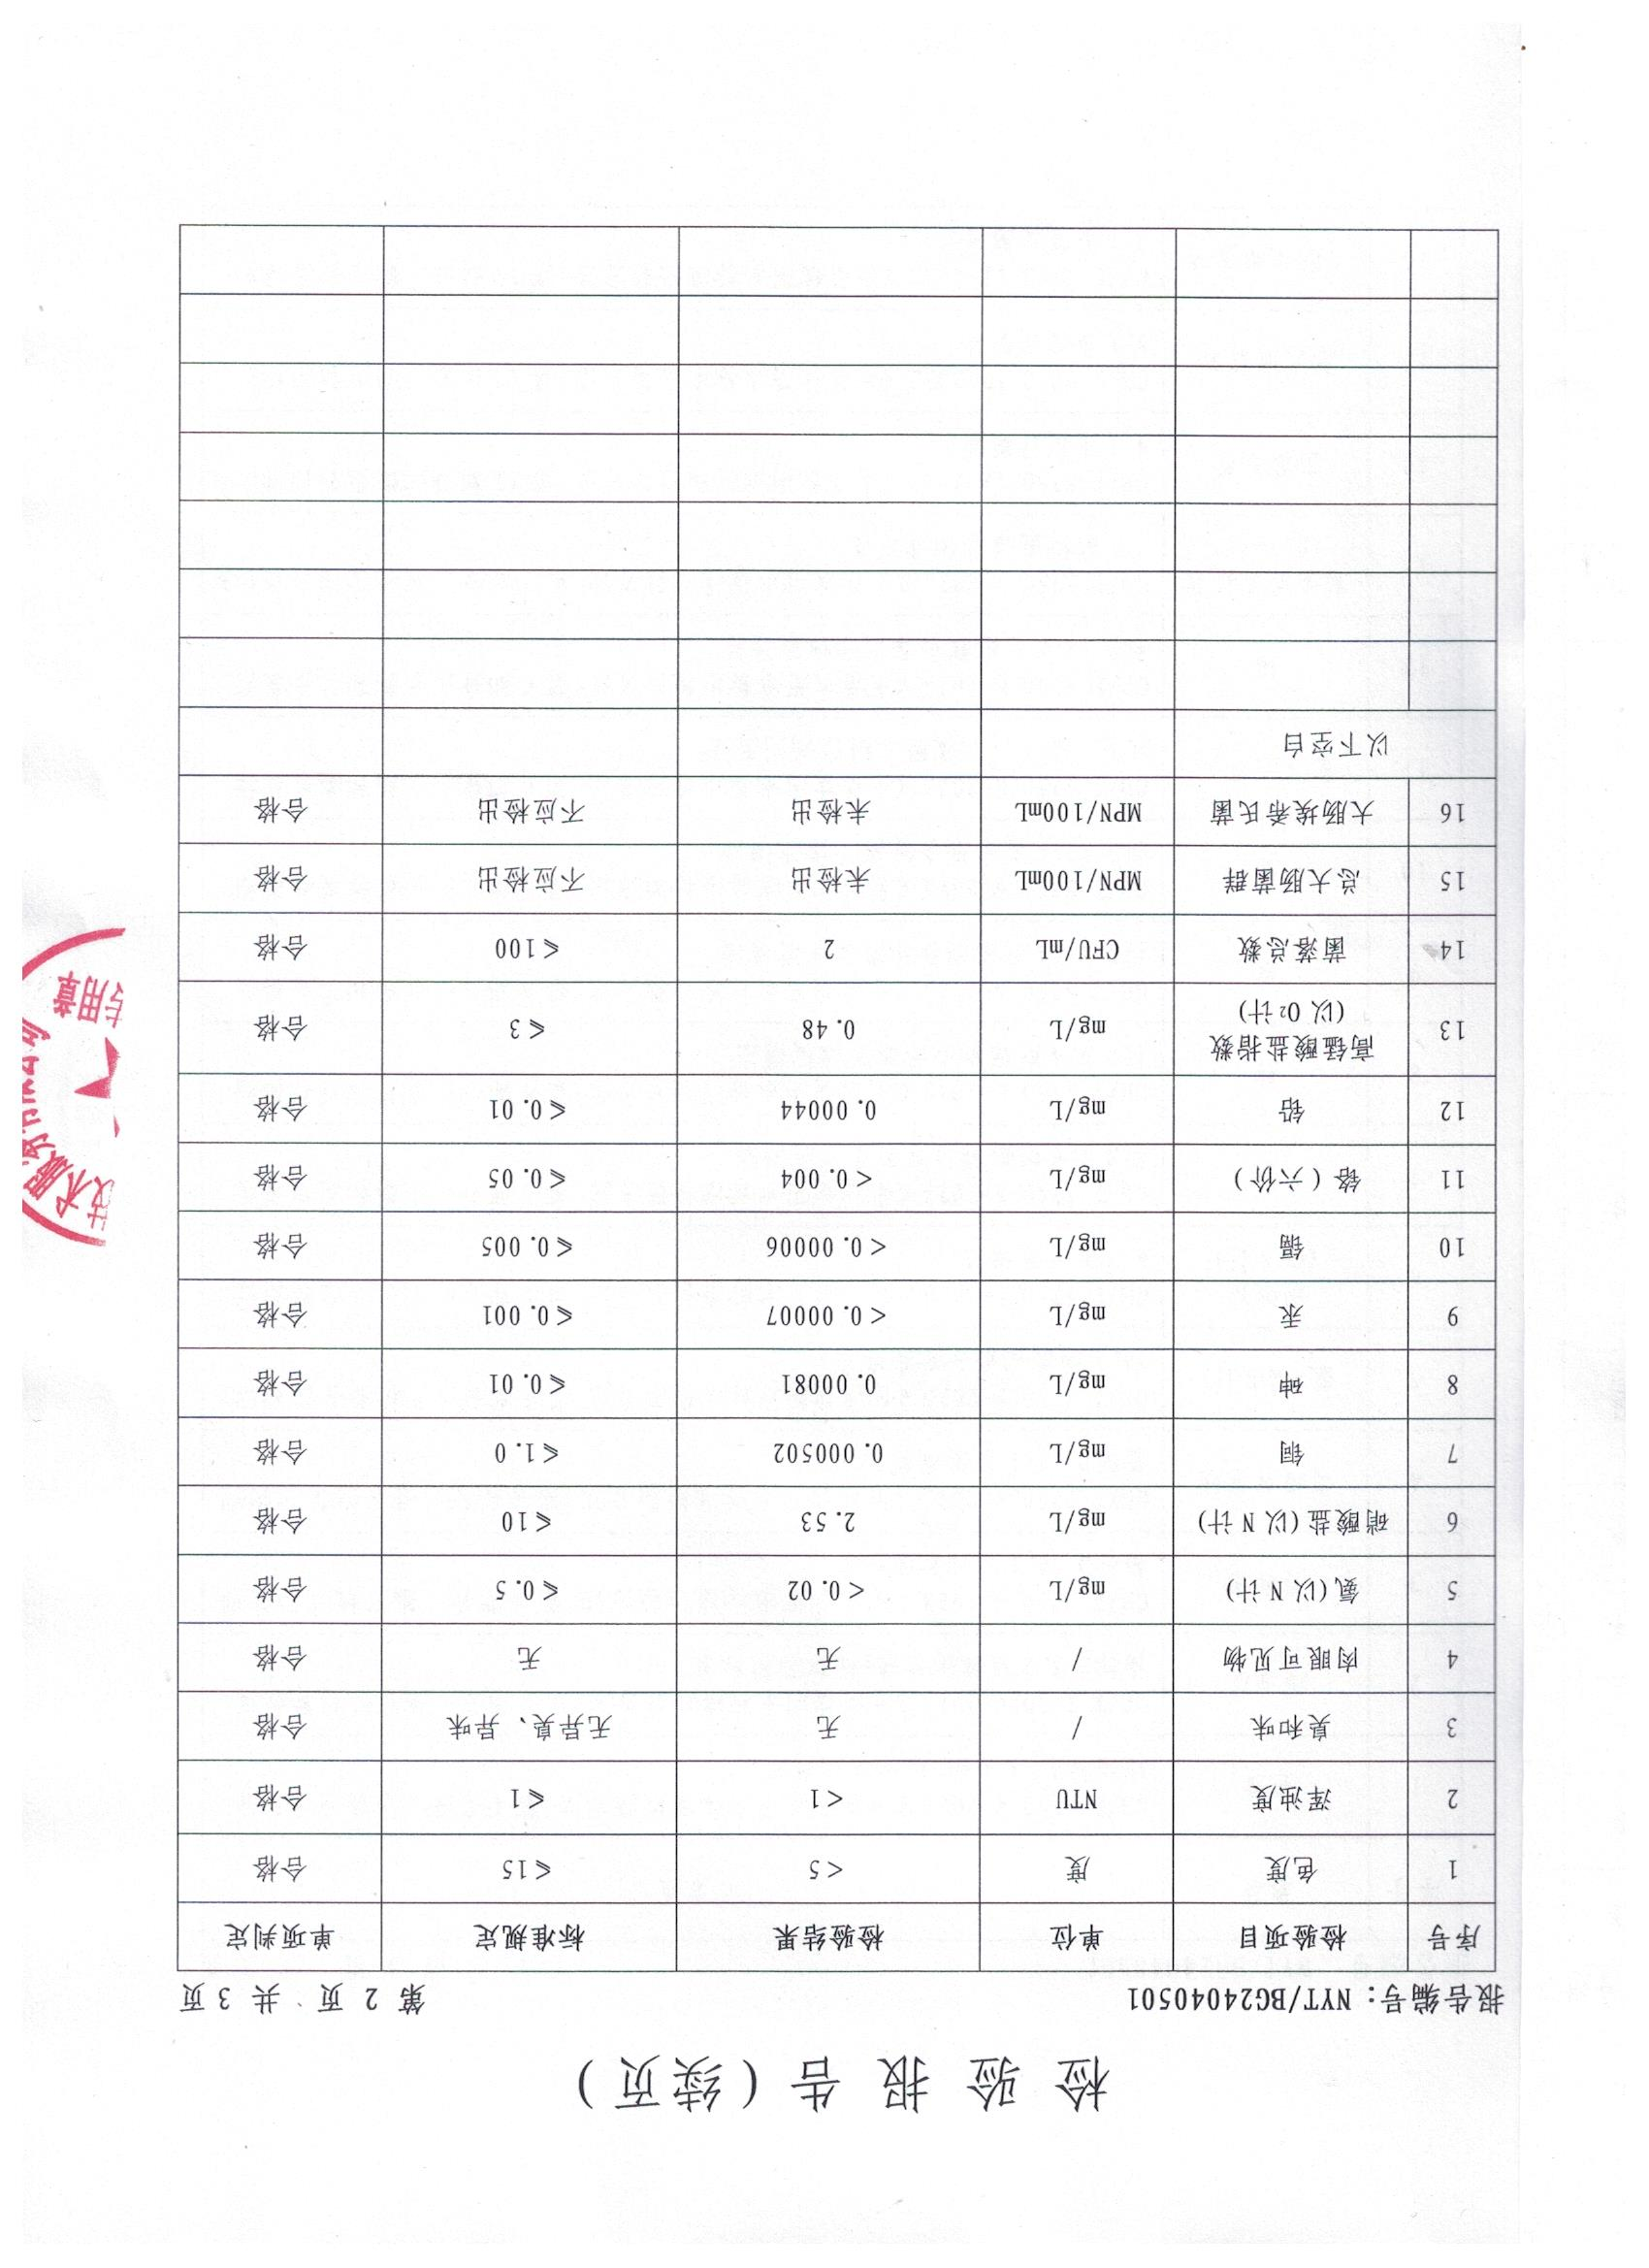 检验报告(续页)
报告编号: NYT/BG24040501 第 2 页、共 3 页
序号 检验项目 单位 检验结果 标准规定 单项判定
1 色度 度 <5 ≤15 合格
2 浑浊度 NTU <1 ≤1 合格
3 臭和味 / 无 无异臭、异味 合格
4 肉眼可见物 / 无 无 合格
5 氨(以 N 计) mg/L <0.02 ≤0.5 合格
6 硝酸盐(以 N 计) mg/L 2.53 ≤10 合格
7 铜 mg/L 0.000502 ≤1.0 合格
8 砷 mg/L 0.00081 ≤0.01 合格
9 汞 mg/L <0.00007 ≤0.001 合格
10 镉 mg/L <0.00006 ≤0.005 合格
11 铬(六价) mg/L <0.004 ≤0.05 合格
12 铅 mg/L 0.00044 ≤0.01 合格
13 高锰酸盐指数
(以 O₂ 计) mg/L 0.48 ≤3 合格
14 菌落总数 CFU/mL 2 ≤100 合格
15 总大肠菌群 MPN/100mL 未检出 不应检出 合格
16 大肠埃希氏菌 MPN/100mL 未检出 不应检出 合格
以下空白
技术服务
专用章